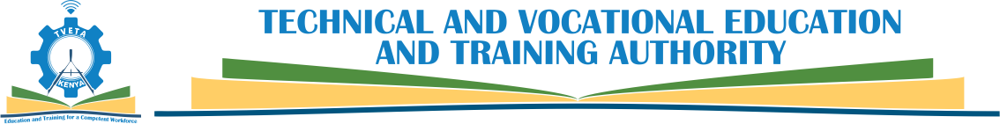 TVETA
KENYA
Education and Training for a Competent Workforce
TECHNICAL AND VOCATIONAL EDUCATION
AND TRAINING AUTHORITY